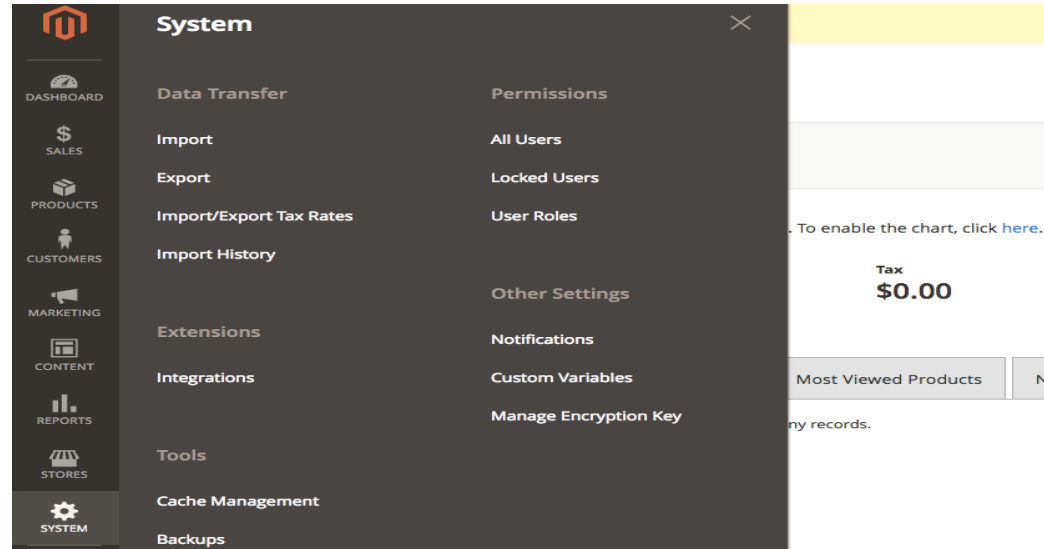 DASHBOARD
SALES
PRODUCTS
CUSTOMERS
MARKETING
CONTENT
REPORTS
STORES
SYSTEM
System
Data Transfer
Import
Export
Import/Export Tax Rates
Import History
Extensions
Integrations
Tools
Cache Management
Backups
Permissions
All Users
Locked Users
User Roles
Other Settings
Notifications
Custom Variables
Manage Encryption Key
. To enable the chart, click here.
Tax
$0.00
Most Viewed Products
N
ny records.